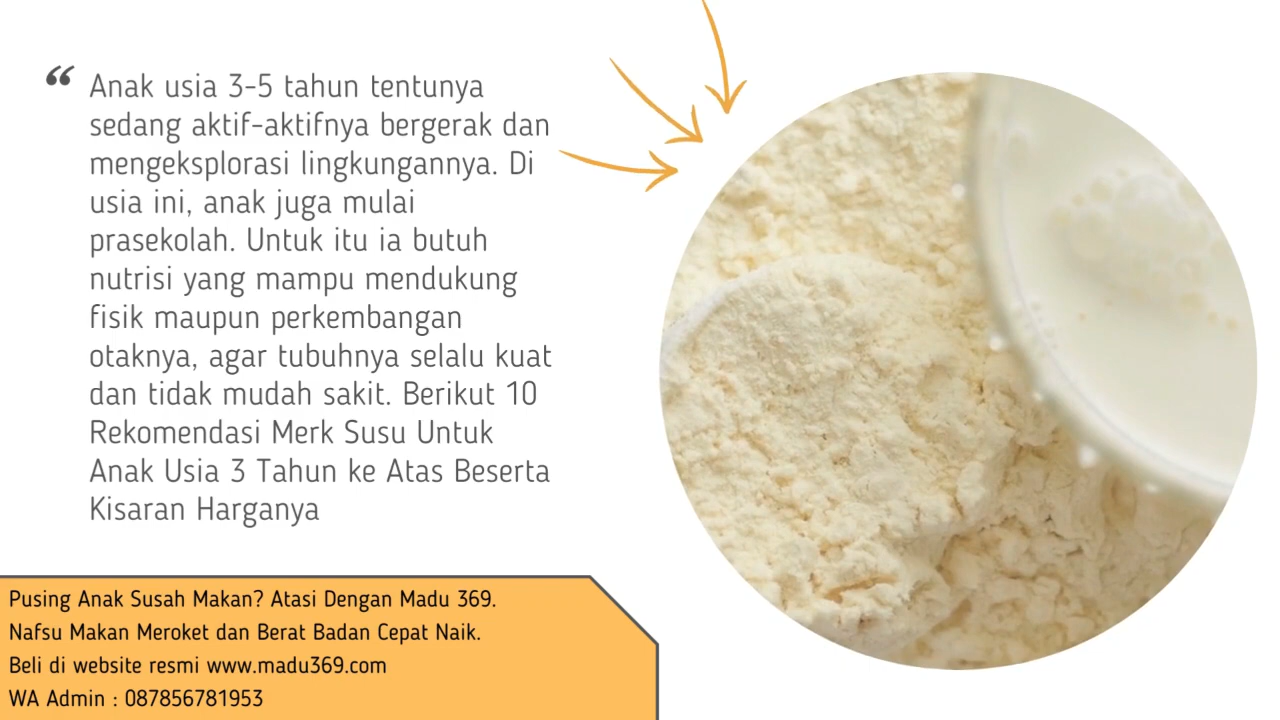 “ Anak usia 3-5 tahun tentunya
sedang aktif-aktifnya bergerak dan
mengeksplorasi lingkungannya. Di
usia ini, anak juga mulai
prasekolah. Untuk itu ia butuh
nutrisi yang mampu mendukung
fisik maupun perkembangan
otaknya, agar tubuhnya selalu kuat
dan tidak mudah sakit. Berikut 10
Rekomendasi Merk Susu Untuk
Anak Usia 3 Tahun ke Atas Beserta
Kisaran Harganya
Pusing Anak Susah Makan? Atasi Dengan Madu 369.
Nafsu Makan Meroket dan Berat Badan Cepat Naik.
Beli di website resmi www.madu369.com
WA Admin : 087856781953